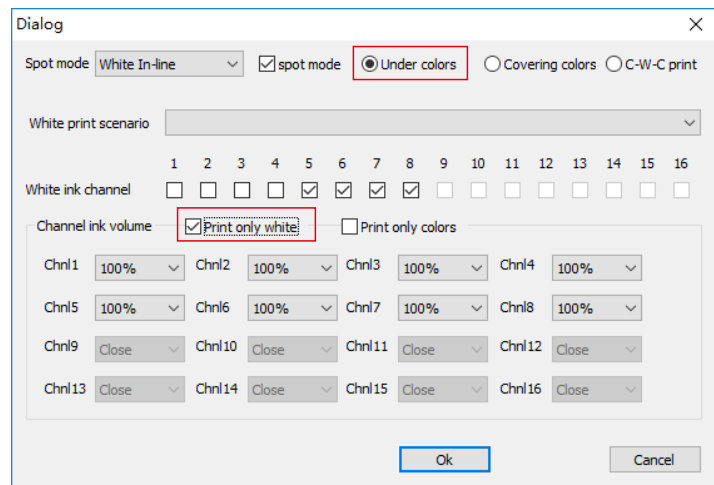 Dialog
Spot mode White In-line spot mode Under colors Covering colors C-W-C print
White print scenario
1 2 3 4 5 6 7 8 9 10 11 12 13 14 15 16
White ink channel
Channel ink volume Print only white Print only colors
Chnl1 100% Chnl2 100% Chnl3 100% Chnl4 100%
Chnl5 100% Chnl6 100% Chnl7 100% Chnl8 100%
Chnl9 Close Chnl10 Close Chnl11 Close Chnl12 Close
Chnl13 Close Chnl14 Close Chnl15 Close Chnl16 Close
Ok Cancel